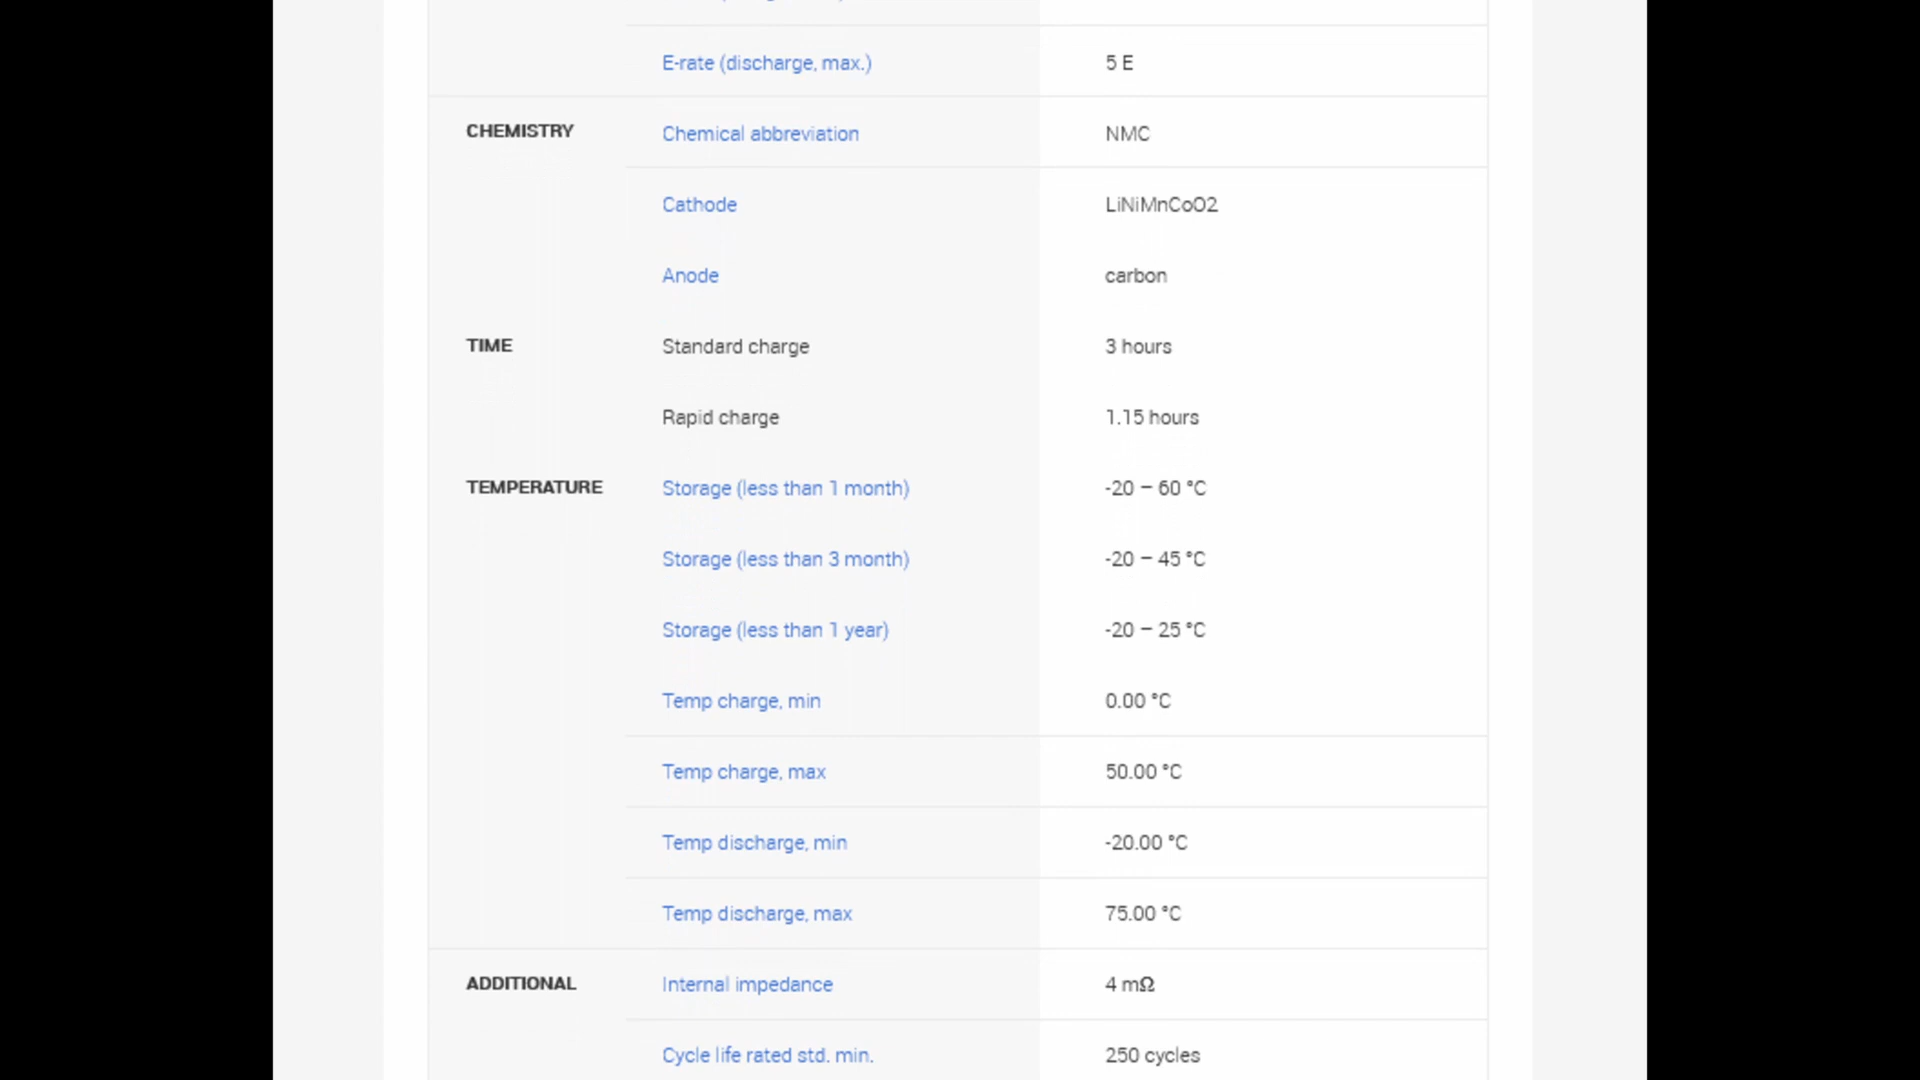 E-rate (discharge, max.) 5 E
CHEMISTRY Chemical abbreviation NMC
Cathode LiNiMnCoO2
Anode carbon
TIME Standard charge 3 hours
Rapid charge 1.15 hours
TEMPERATURE Storage (less than 1 month) -20 – 60 °C
Storage (less than 3 month) -20 – 45 °C
Storage (less than 1 year) -20 – 25 °C
Temp charge, min 0.00 °C
Temp charge, max 50.00 °C
Temp discharge, min -20.00 °C
Temp discharge, max 75.00 °C
ADDITIONAL Internal impedance 4 mΩ
Cycle life rated std. min. 250 cycles